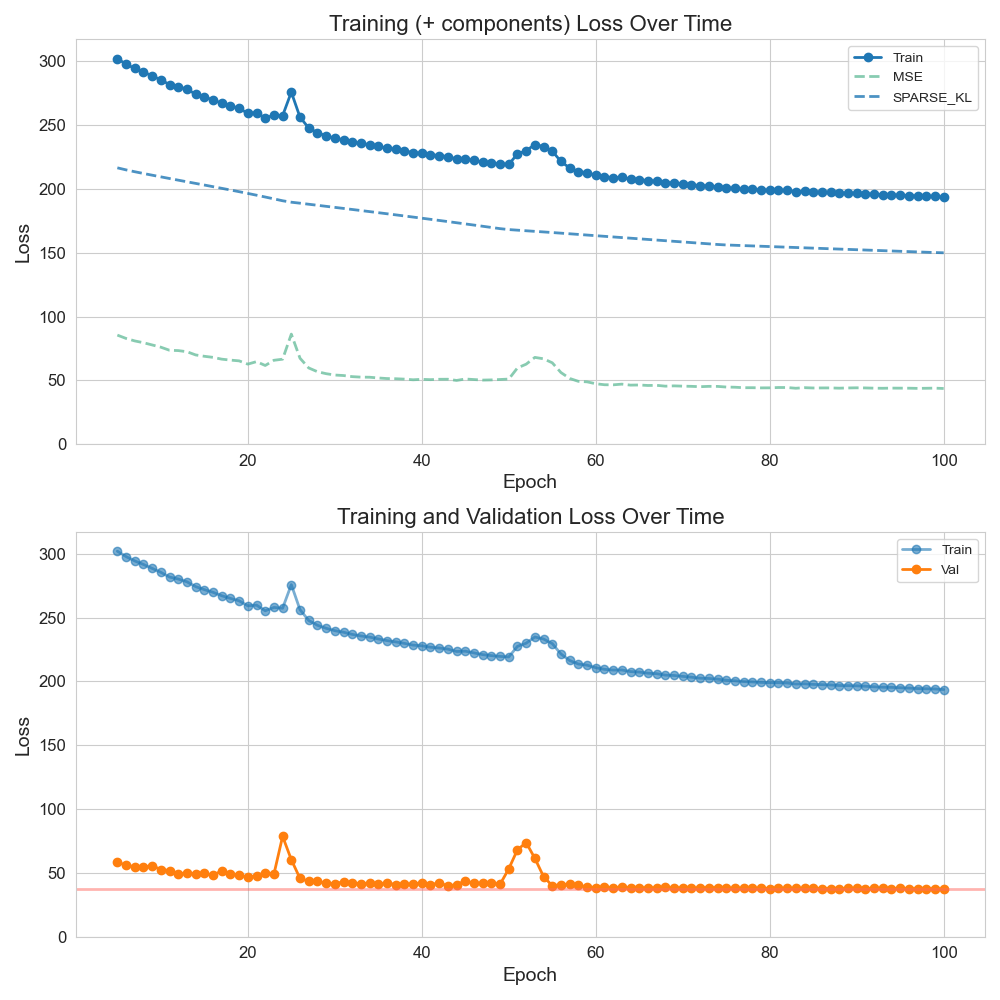 Training (+ components) Loss Over Time
Train
MSE
SPARSE_KL
Loss
300
250
200
150
100
50
0
20 40 60 80 100
Epoch
Training and Validation Loss Over Time
Train
Val
Loss
300
250
200
150
100
50
0
20 40 60 80 100
Epoch